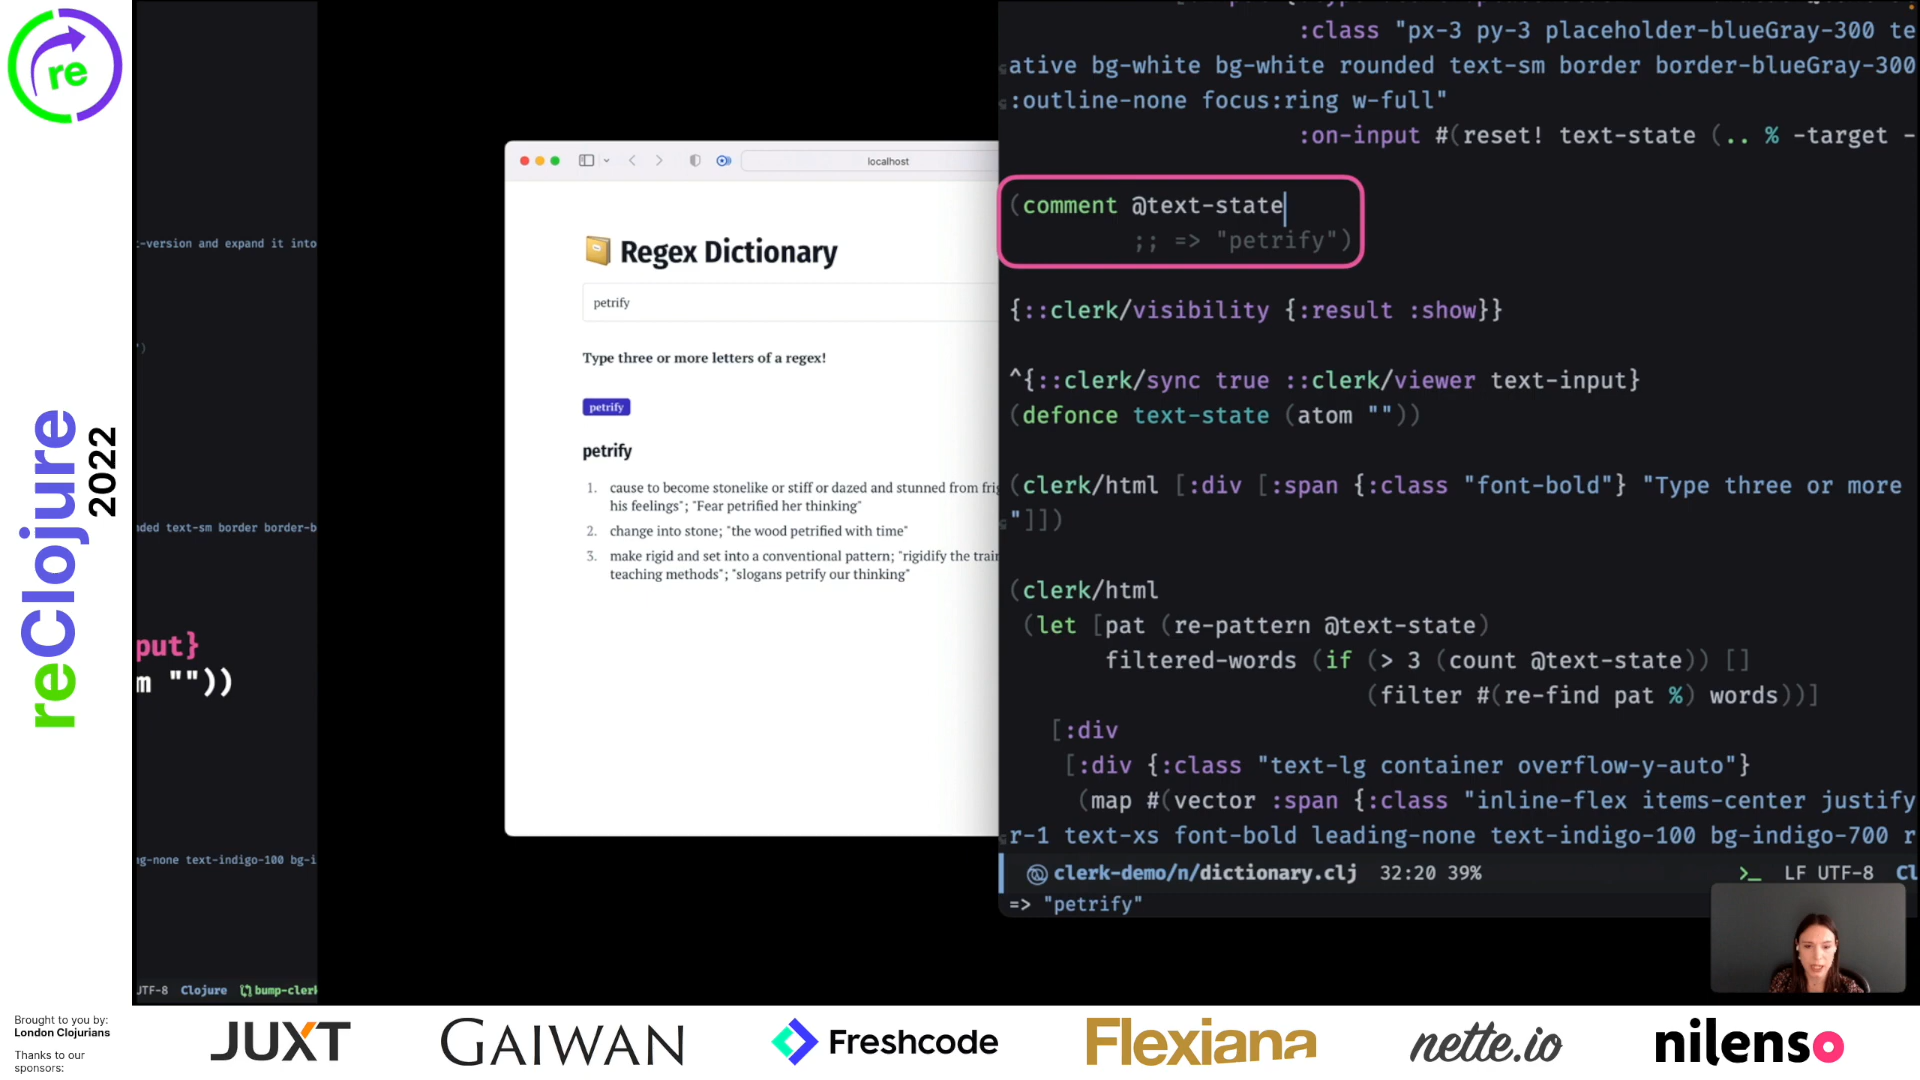 re
reClojure
2022
:-version and expand it into
')
ded text-sm border border-b
put}
m ""))
ng-none text-indigo-100 bg-i
UTF-8 Clojure bump-clerk
localhost
Regex Dictionary
petrify
Type three or more letters of a regex!
petrify
petrify
1. cause to become stonelike or stiff or dazed and stunned from frig
his feelings"; "Fear petrified her thinking"
2. change into stone; "the wood petrified with time"
3. make rigid and set into a conventional pattern; "rigidify the train
teaching methods"; "slogans petrify our thinking"
:class "px-3 py-3 placeholder-blueGray-300 te
ative bg-white bg-white rounded text-sm border border-blueGray-300
:outline-none focus:ring w-full"
:on-input #(reset! text-state (.. % -target -
(comment @text-state
;; => "petrify")
{::clerk/visibility {:result :show}}
^{::clerk/sync true ::clerk/viewer text-input}
(defonce text-state (atom ""))
(clerk/html [:div [:span {:class "font-bold"} "Type three or more
"]])
(clerk/html
(let [pat (re-pattern @text-state)
filtered-words (if (> 3 (count @text-state)) []
(filter #(re-find pat %) words))]
[:div
[:div {:class "text-lg container overflow-y-auto"}
(map #(vector :span {:class "inline-flex items-center justify
r-1 text-xs font-bold leading-none text-indigo-100 bg-indigo-700 r
clerk-demo/n/dictionary.clj 32:20 39% >_ LF UTF-8 Cl
=> "petrify"
Brought to you by:
London Clojurians
Thanks to our
sponsors:
JUXT
GAIWAN
Freshcode
Flexiana
nette.io
nilenso